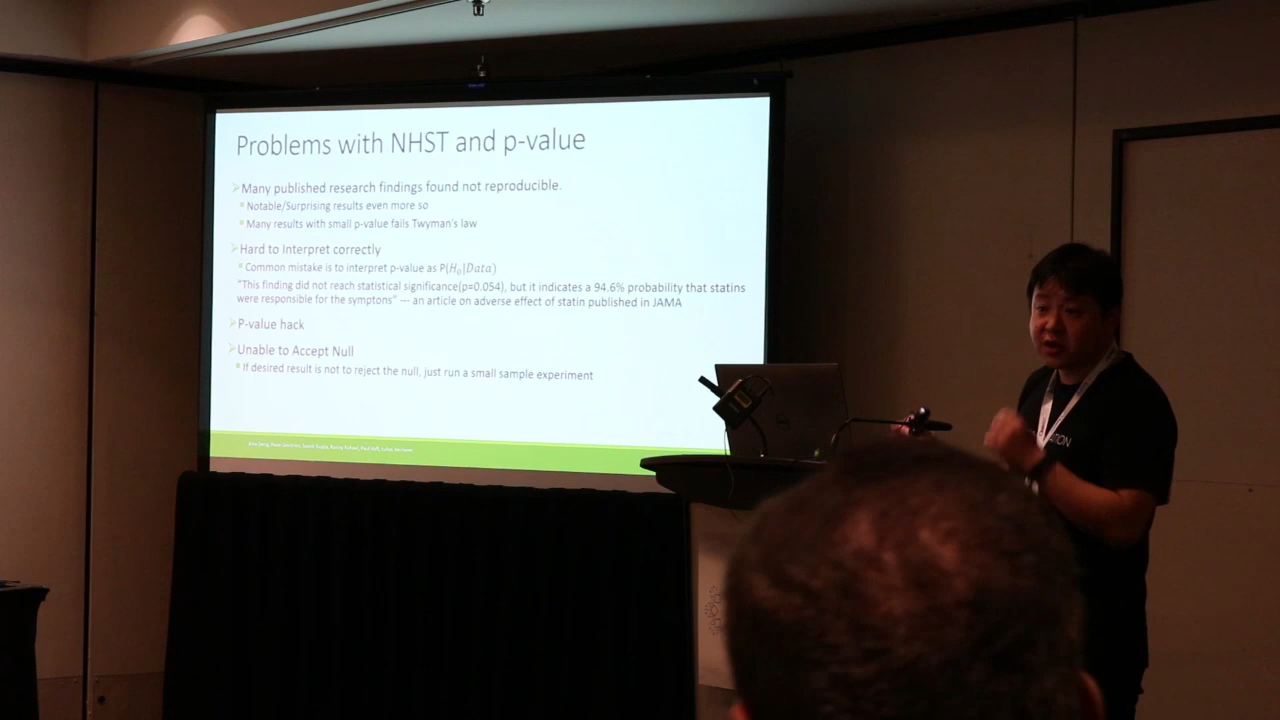 Problems with NHST and p-value
Many published research findings found not reproducible.
Notable/Surprising results even more so
Many results with small p-value fails Twyman's law
Hard to Interpret correctly
Common mistake is to interpret p-value as P(H₀|Data)
"This finding did not reach statistical significance(p=0.054), but it indicates a 94.6% probability that statins
were responsible for the symptons" --- an article on adverse effect of statin published in JAMA
P-value hack
Unable to Accept Null
If desired result is not to reject the null, just run a small sample experiment